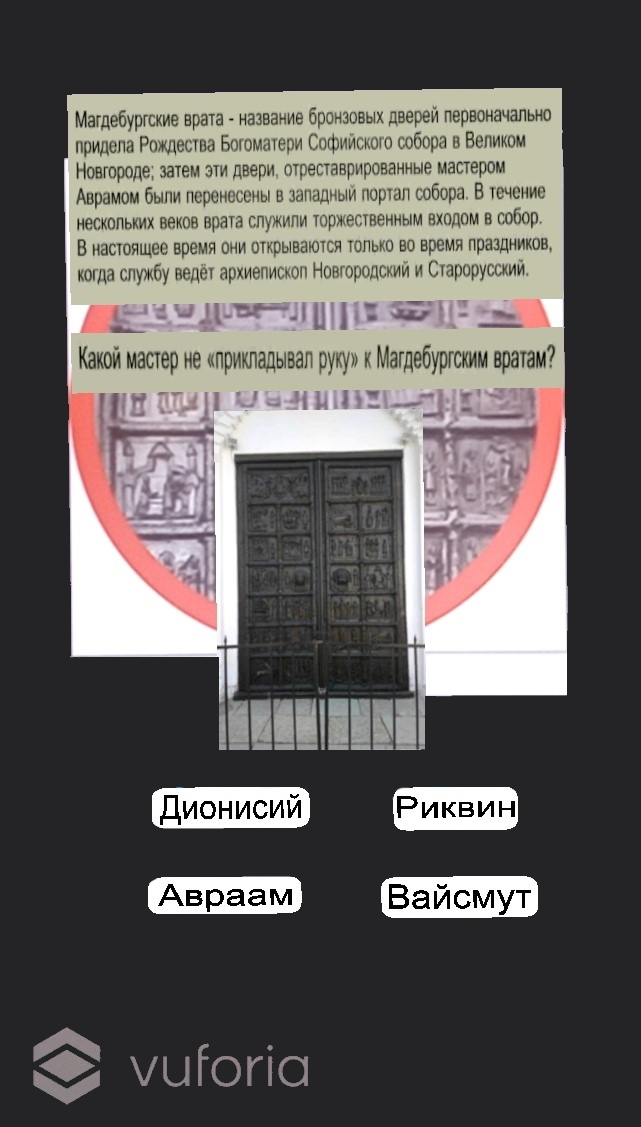 Магдебургские врата - название бронзовых дверей первоначально
придела Рождества Богоматери Софийского собора в Великом
Новгороде; затем эти двери, отреставрированные мастером
Аврамом были перенесены в западный портал собора. В течение
нескольких веков врата служили торжественным входом в собор.
В настоящее время они открываются только во время праздников,
когда службу ведёт архиепископ Новгородский и Старорусский.
Какой мастер не «прикладывал руку» к Магдебургским вратам?
Дионисий
Риквин
Авраам
Вайсмут
vuforia